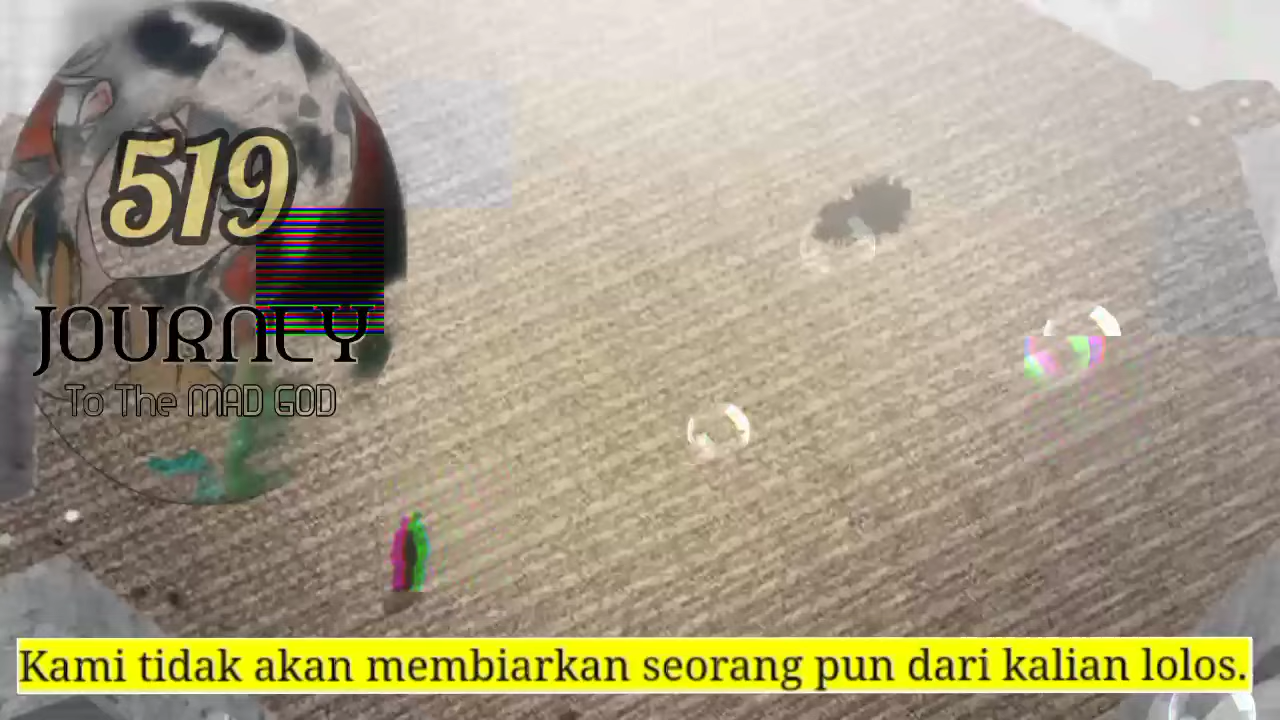 519
JOURNEY
To The MAD GOD
Kami tidak akan membiarkan seorang pun dari kalian lolos.